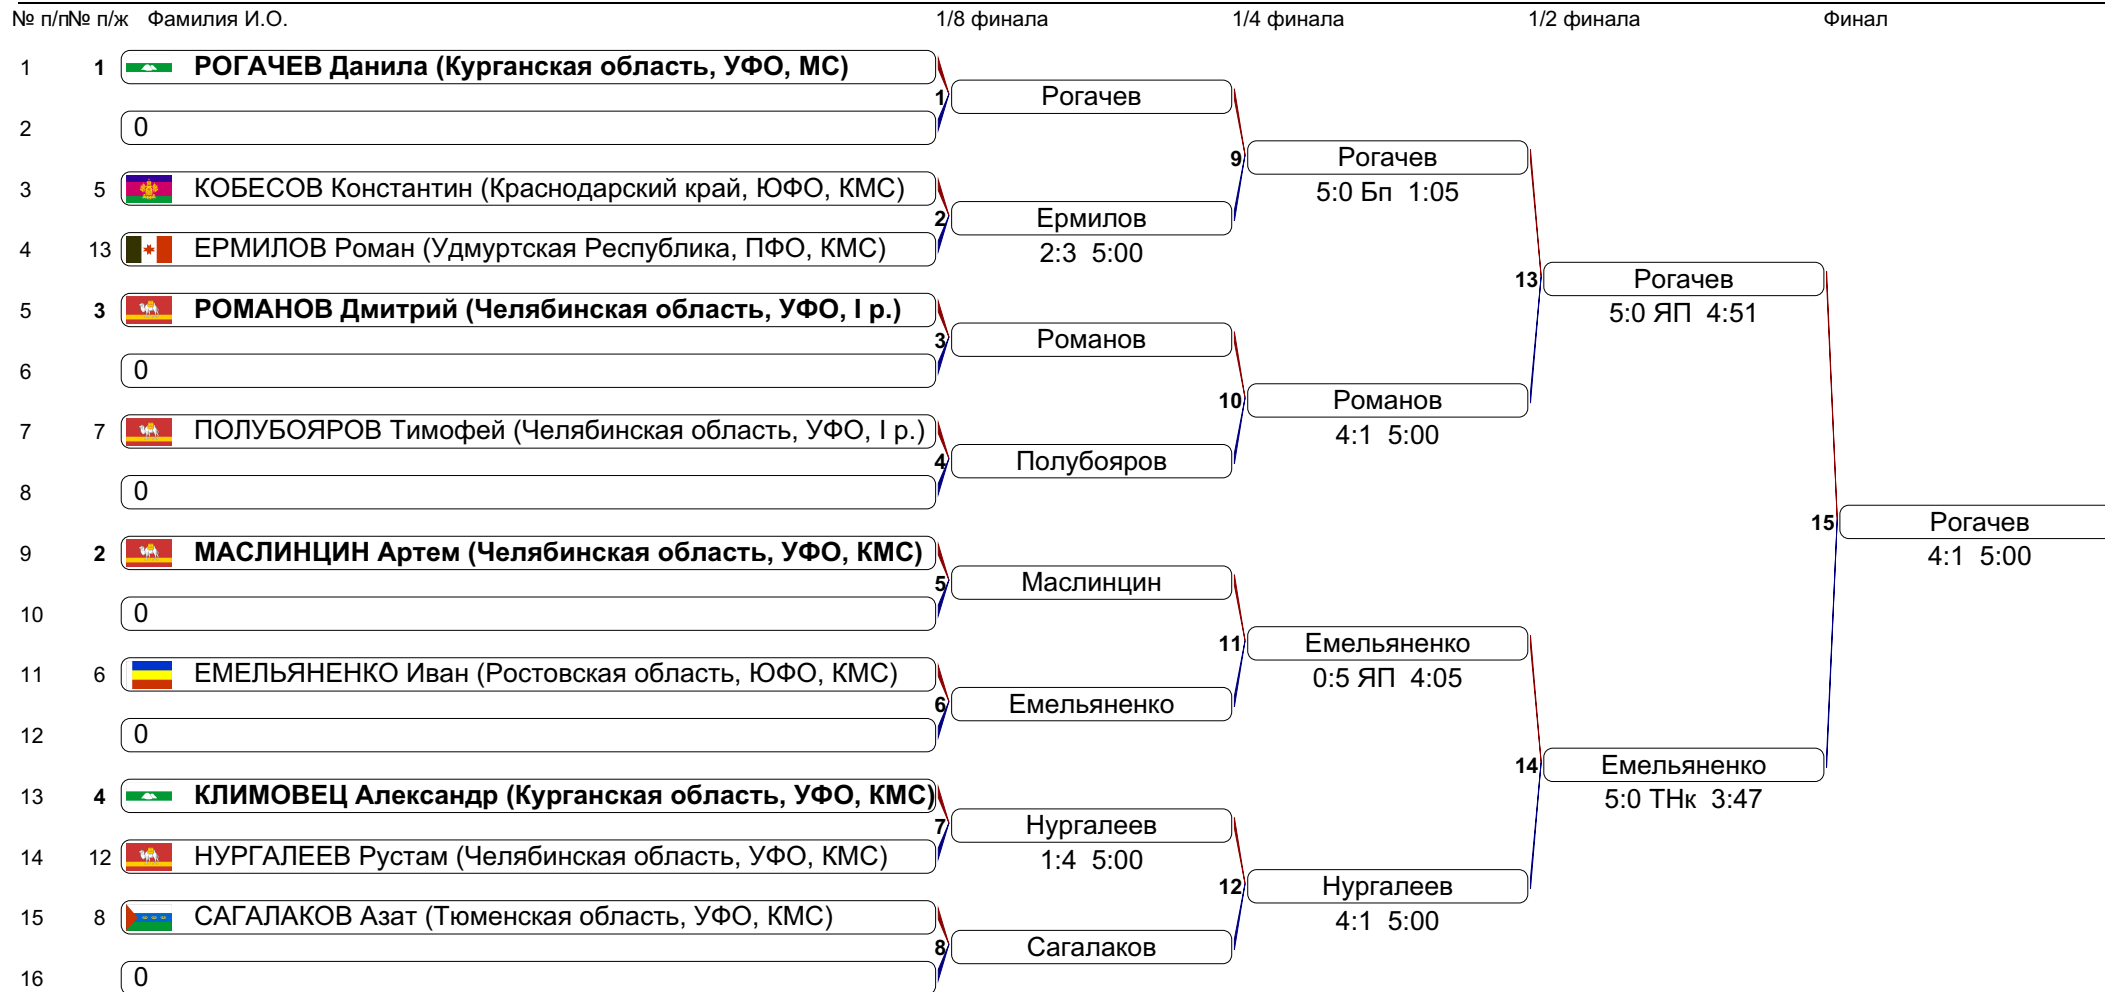 № п/п № п/ж Фамилия И.О. 1/8 финала 1/4 финала 1/2 финала Финал
1 1 РОГАЧЕВ Данила (Курганская область, УФО, МС)
1 Рогачев
2 0
9 Рогачев
3 5 КОБЕСОВ Константин (Краснодарский край, ЮФО, КМС)
5:0 Бп 1:05
2 Ермилов
4 13 ЕРМИЛОВ Роман (Удмуртская Республика, ПФО, КМС)
2:3 5:00
13 Рогачев
5 3 РОМАНОВ Дмитрий (Челябинская область, УФО, I р.)
5:0 ЯП 4:51
3 Романов
6 0
10 Романов
7 7 ПОЛУБОЯРОВ Тимофей (Челябинская область, УФО, I р.)
4:1 5:00
4 Полубояров
8 0
15 Рогачев
9 2 МАСЛИНЦИН Артем (Челябинская область, УФО, КМС)
4:1 5:00
5 Маслинцин
10 0
11 Емельяненко
11 6 ЕМЕЛЬЯНЕНКО Иван (Ростовская область, ЮФО, КМС)
0:5 ЯП 4:05
6 Емельяненко
12 0
14 Емельяненко
13 4 КЛИМОВЕЦ Александр (Курганская область, УФО, КМС)
5:0 ТНк 3:47
7 Нургалеев
14 12 НУРГАЛЕЕВ Рустам (Челябинская область, УФО, КМС)
1:4 5:00
12 Нургалеев
15 8 САГАЛАКОВ Азат (Тюменская область, УФО, КМС)
4:1 5:00
8 Сагалаков
16 0